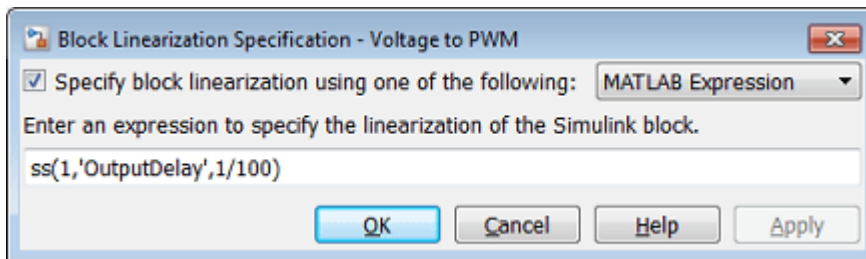 Block Linearization Specification - Voltage to PWM
Specify block linearization using one of the following: MATLAB Expression
Enter an expression to specify the linearization of the Simulink block.
ss(1,'OutputDelay',1/100)
OK Cancel Help Apply